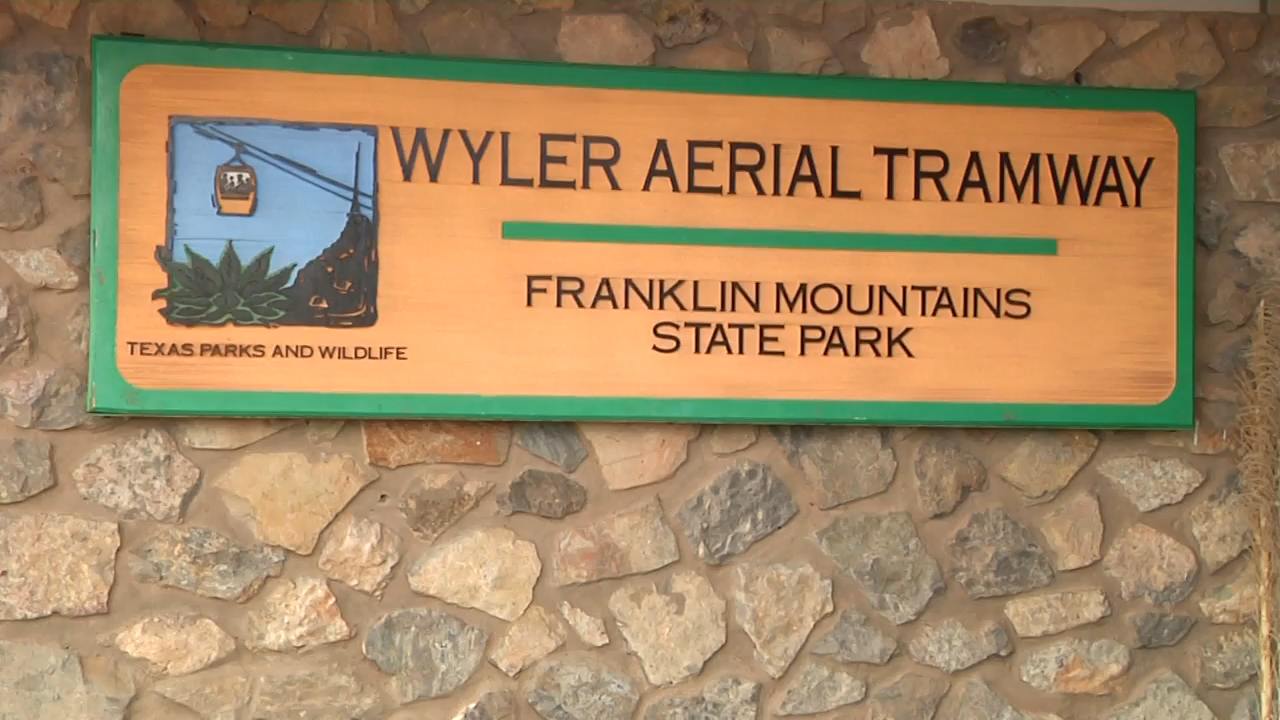 WYLER AERIAL TRAMWAY
FRANKLIN MOUNTAINS
STATE PARK
TEXAS PARKS AND WILDLIFE